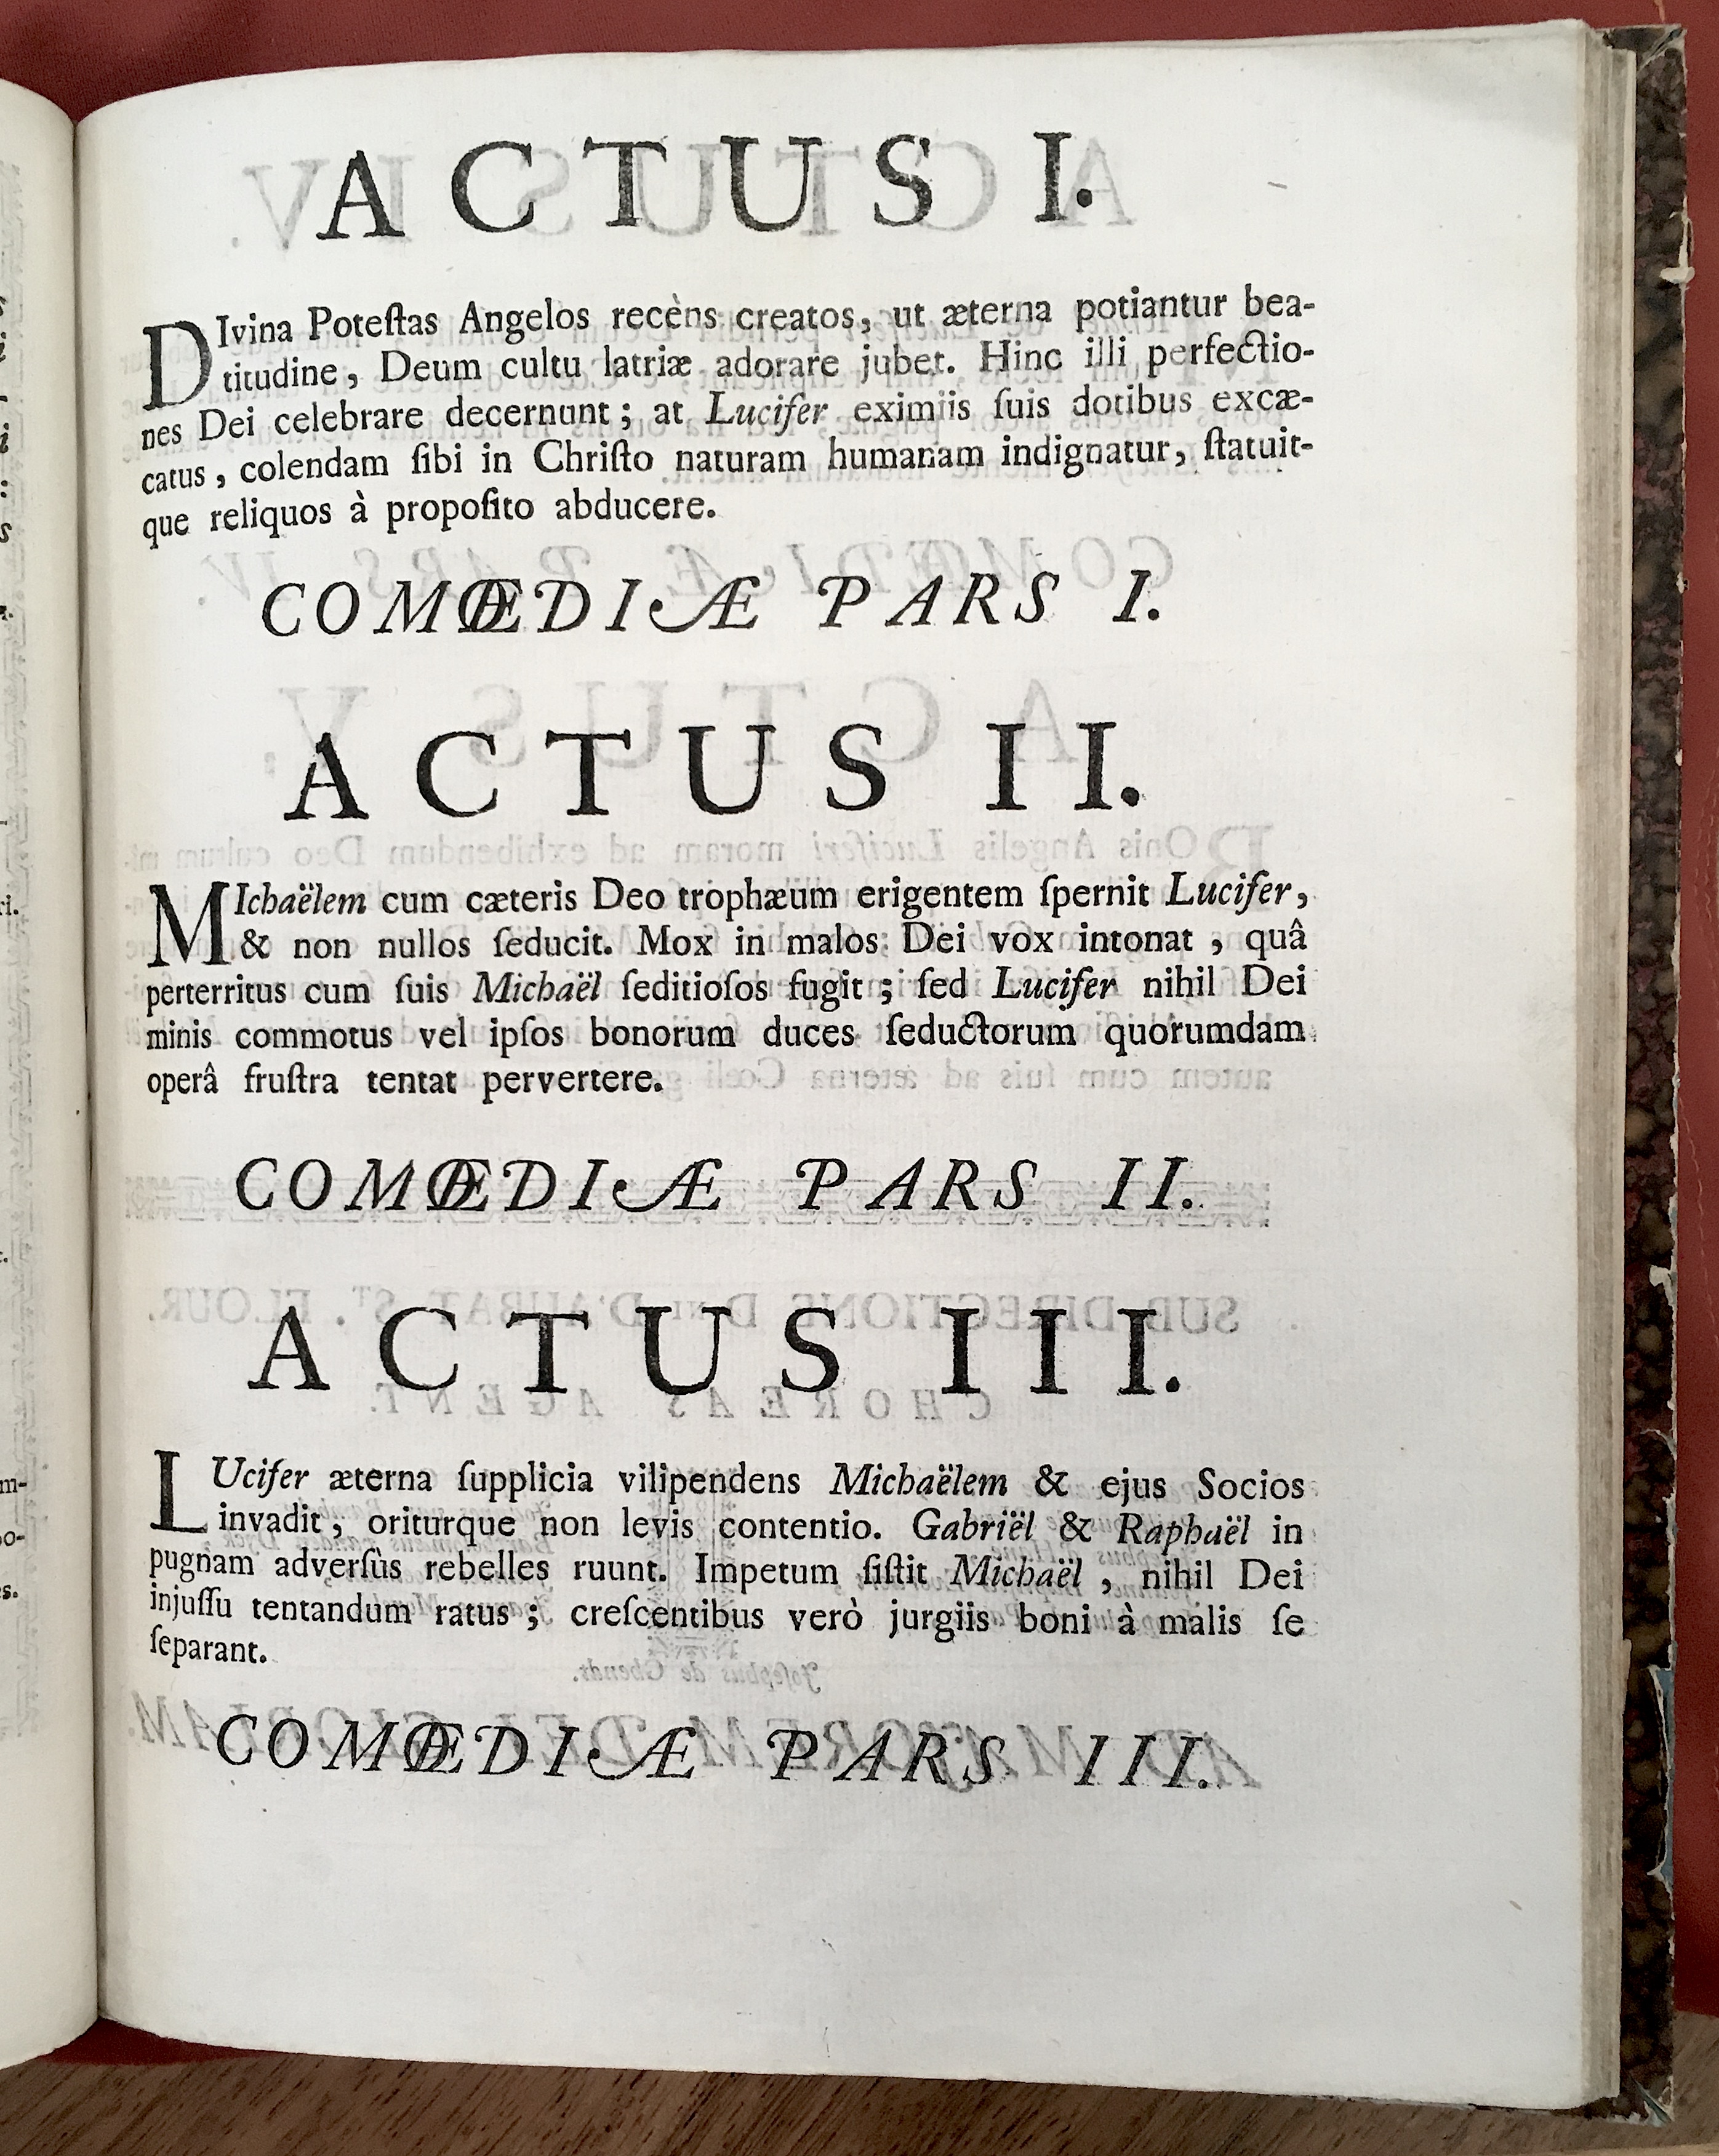 ACTUS I.
DIvina Poteſtas Angelos recèns creatos, ut æterna potiantur bea-
titudine, Deum cultu latriæ adorare jubet. Hinc illi perfectio-
nes Dei celebrare decernunt; at Lucifer eximiis ſuis dotibus excæ-
catus, colendam ſibi in Chriſto naturam humanam indignatur, ſtatuit-
que reliquos à propoſito abducere.
COMŒDIÆ PARS I.
ACTUS II.
MIchaëlem cum cæteris Deo trophæum erigentem ſpernit Lucifer,
& non nullos ſeducit. Mox in malos Dei vox intonat, quâ
perterritus cum ſuis Michaël ſeditioſos fugit; ſed Lucifer nihil Dei
minis commotus vel ipſos bonorum duces ſeductorum quorumdam
operâ fruſtra tentat pervertere.
COMŒDIÆ PARS II.
ACTUS III.
LUcifer æterna ſupplicia vilipendens Michaëlem & ejus Socios
invadit, oriturque non levis contentio. Gabriël & Raphaël in
pugnam adverſùs rebelles ruunt. Impetum ſiſtit Michaël, nihil Dei
injuſſu tentandum ratus; creſcentibus verò jurgiis boni à malis ſe
ſeparant.
COMŒDIÆ PARS III.